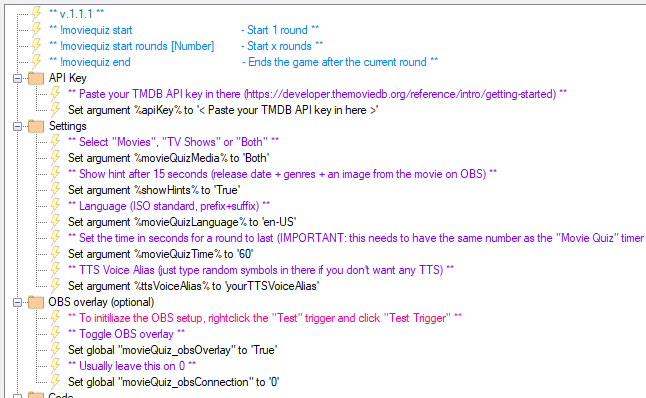 ** v.1.1.1 **
** !moviequiz start - Start 1 round **
** !moviequiz start rounds [Number] - Start x rounds **
** !moviequiz end - Ends the game after the current round **
API Key
** Paste your TMDB API key in there (https://developer.themoviedb.org/reference/intro/getting-started) **
Set argument %apiKey% to '< Paste your TMDB API key in here >'
Settings
** Select "Movies", "TV Shows" or "Both" **
Set argument %movieQuizMedia% to 'Both'
** Show hint after 15 seconds (release date + genres + an image from the movie on OBS) **
Set argument %showHints% to 'True'
** Language (ISO standard, prefix+suffix) **
Set argument %movieQuizLanguage% to 'en-US'
** Set the time in seconds for a round to last (IMPORTANT: this needs to have the same number as the "Movie Quiz" timer
Set argument %movieQuizTime% to '60'
** TTS Voice Alias (just type random symbols in there if you don't want any TTS) **
Set argument %ttsVoiceAlias% to 'yourTTSVoiceAlias'
OBS overlay (optional)
** To initiliaze the OBS setup, rightclick the "Test" trigger and click "Test Trigger" **
** Toggle OBS overlay **
Set global "movieQuiz_obsOverlay" to 'True'
** Usually leave this on 0 **
Set global "movieQuiz_obsConnection" to '0'
Code